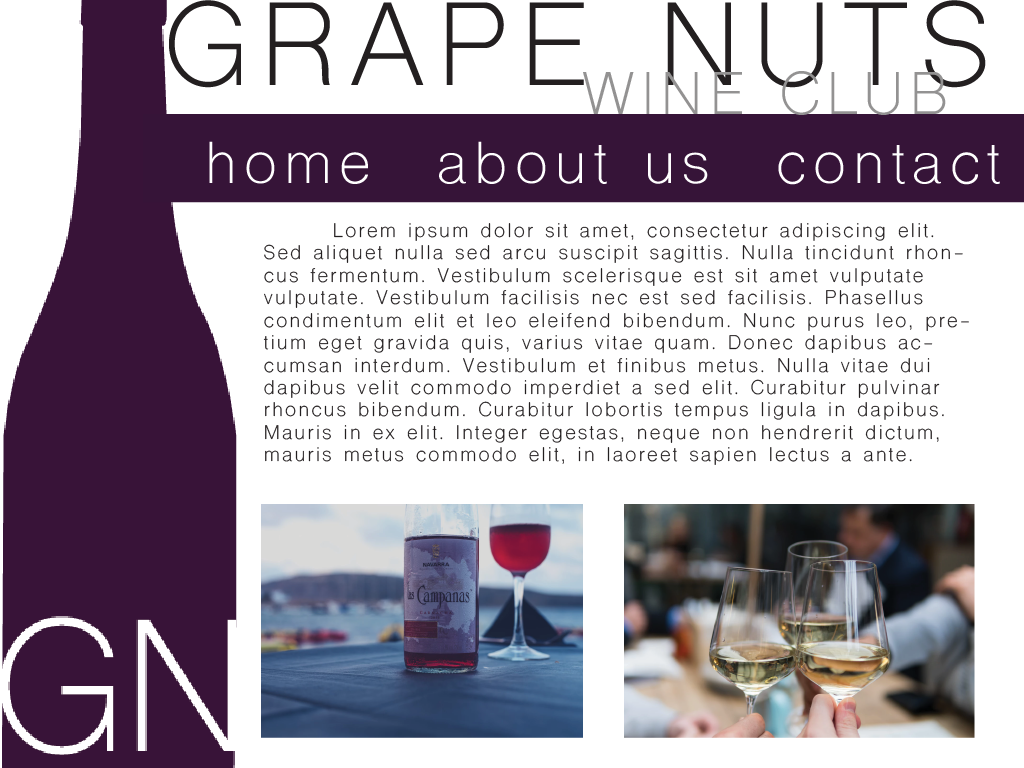 GRAPE NUTS
WINE CLUB
home about us contact
Lorem ipsum dolor sit amet, consectetur adipiscing elit.
Sed aliquet nulla sed arcu suscipit sagittis. Nulla tincidunt rhon-
cus fermentum. Vestibulum scelerisque est sit amet vulputate
vulputate. Vestibulum facilisis nec est sed facilisis. Phasellus
condimentum elit et leo eleifend bibendum. Nunc purus leo, pre-
tium eget gravida quis, varius vitae quam. Donec dapibus ac-
cumsan interdum. Vestibulum et finibus metus. Nulla vitae dui
dapibus velit commodo imperdiet a sed elit. Curabitur pulvinar
rhoncus bibendum. Curabitur lobortis tempus ligula in dapibus.
Mauris in ex elit. Integer egestas, neque non hendrerit dictum,
mauris metus commodo elit, in laoreet sapien lectus a ante.
Campanas
GN